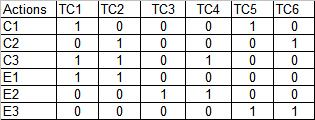 Actions TC1 TC2 TC3 TC4 TC5 TC6
C1 1 0 0 0 1 0
C2 0 1 0 0 0 1
C3 1 1 0 1 0 0
E1 1 1 0 0 0 0
E2 0 0 1 1 0 0
E3 0 0 0 0 1 1